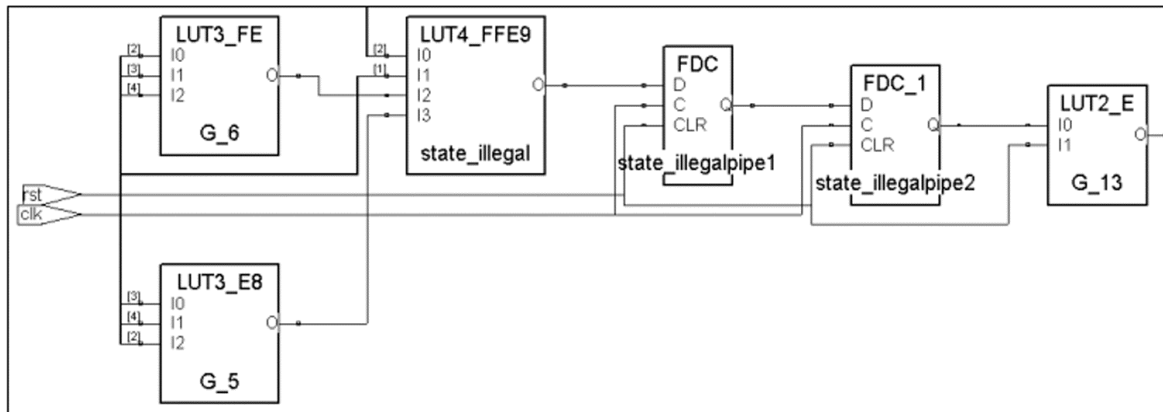 LUT3_FE
[2] I0
[3] I1 O
[4] I2
G_6
LUT4_FFE9
[2] I0
[1] I1 O
I2
I3
state_illegal
FDC
D
C Q
CLR
state_illegalpipe1
FDC_1
D
C Q
CLR
state_illegalpipe2
LUT2_E
I0 O
I1
G_13
rst
clk
LUT3_E8
[3] I0
[4] I1 O
[2] I2
G_5